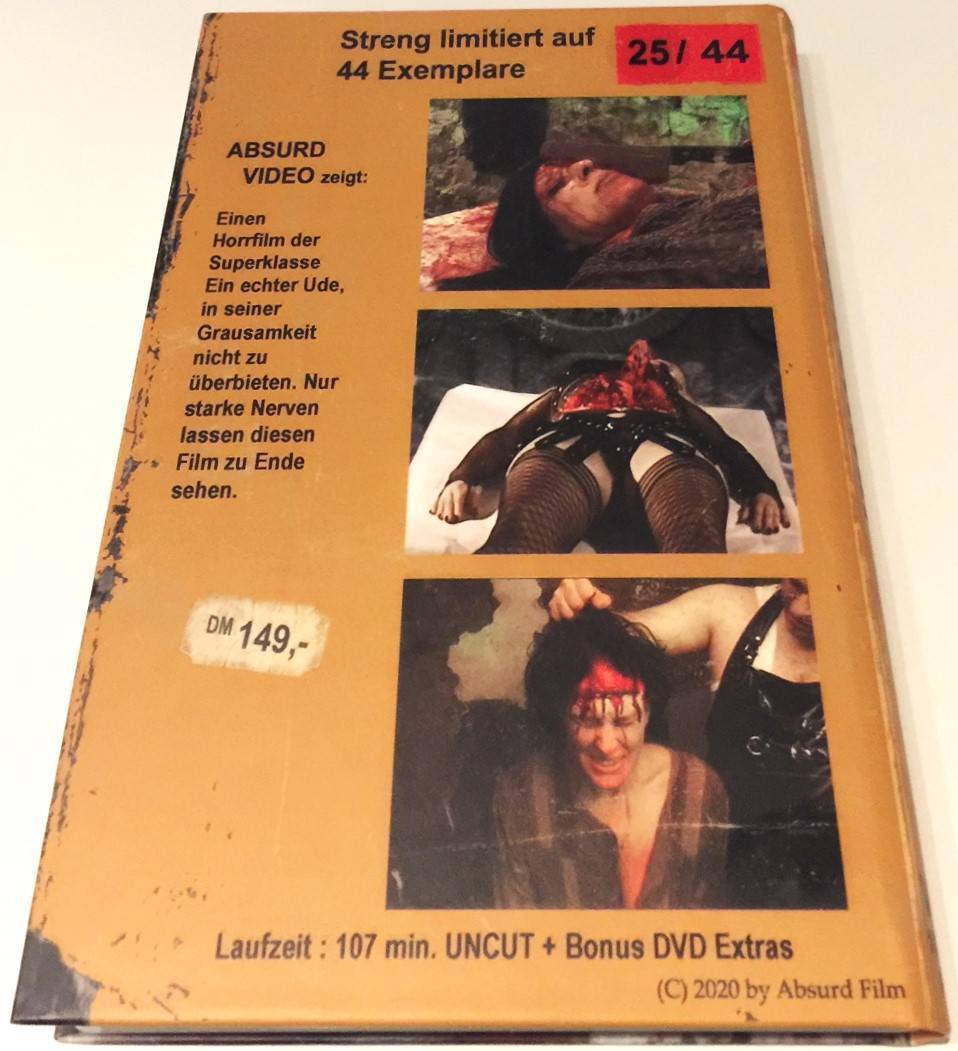 Streng limitiert auf
44 Exemplare
25/ 44
ABSURD
VIDEO zeigt:
Einen
Horrfilm der
Superklasse
Ein echter Ude,
in seiner
Grausamkeit
nicht zu
überbieten. Nur
starke Nerven
lassen diesen
Film zu Ende
sehen.
DM 149,-
Laufzeit : 107 min. UNCUT + Bonus DVD Extras
(C) 2020 by Absurd Film